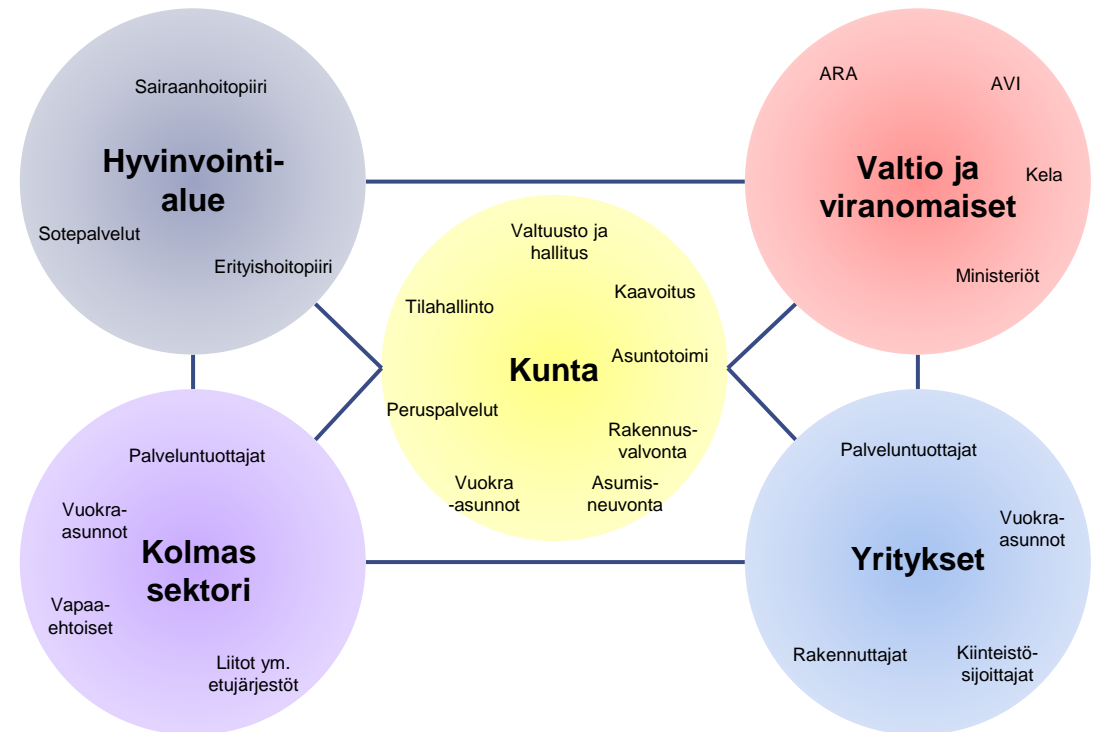 Sairaanhoitopiiri
Hyvinvointi-
alue
Sotepalvelut
Erityishoitopiiri
ARA
AVI
Valtio ja
viranomaiset
Kela
Ministeriöt
Valtuusto ja
hallitus
Kaavoitus
Tilahallinto
Asuntotoimi
Kunta
Peruspalvelut
Rakennus-
valvonta
Vuokra
-asunnot
Asumis-
neuvonta
Palveluntuottajat
Vuokra-
asunnot
Kolmas
sektori
Vapaa-
ehtoiset
Liitot ym.
etujärjestöt
Palveluntuottajat
Vuokra-
asunnot
Yritykset
Rakennuttajat
Kiinteistö-
sijoittajat